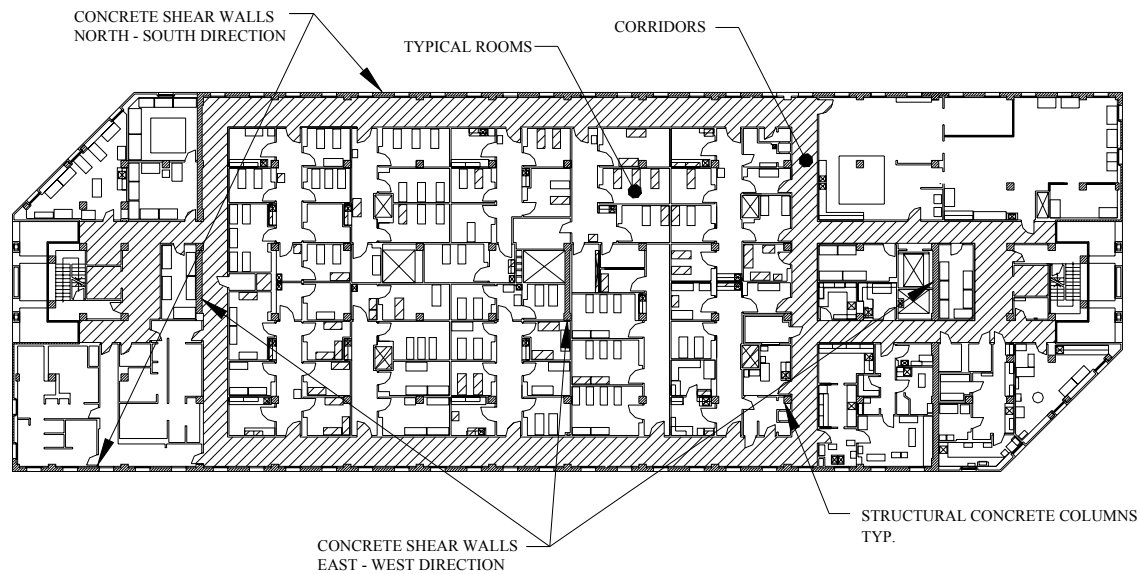 CONCRETE SHEAR WALLS
NORTH - SOUTH DIRECTION
TYPICAL ROOMS
CORRIDORS
STRUCTURAL CONCRETE COLUMNS
TYP.
CONCRETE SHEAR WALLS
EAST - WEST DIRECTION